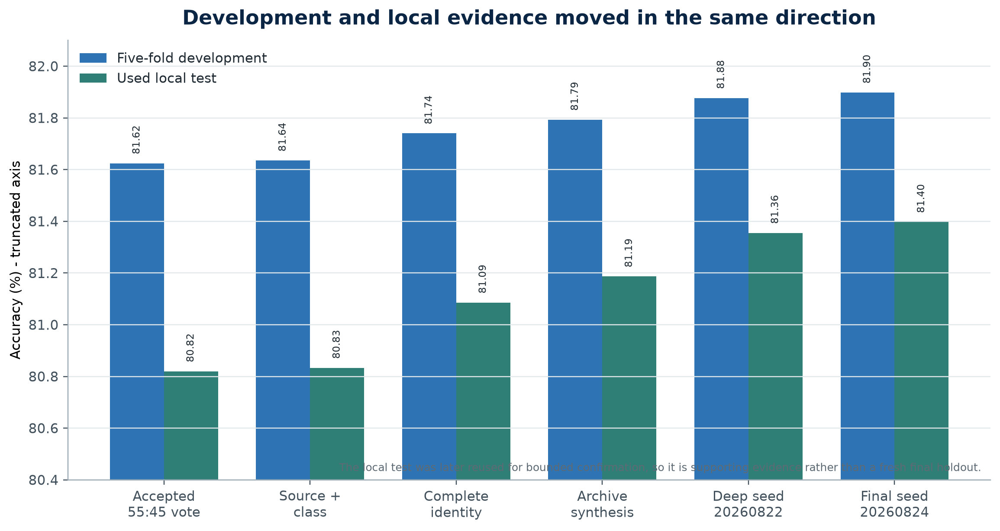 Development and local evidence moved in the same direction
Five-fold development
Used local test
Accuracy (%) - truncated axis
82.0
81.8
81.6
81.4
81.2
81.0
80.8
80.6
80.4
81.62
80.82
81.64
80.83
81.74
81.09
81.79
81.19
81.88
81.36
81.90
81.40
The local test was later reused for bounded confirmation, so it is supporting evidence rather than a fresh final holdout.
Accepted
55:45 vote
Source +
class
Complete
identity
Archive
synthesis
Deep seed
20260822
Final seed
20260824